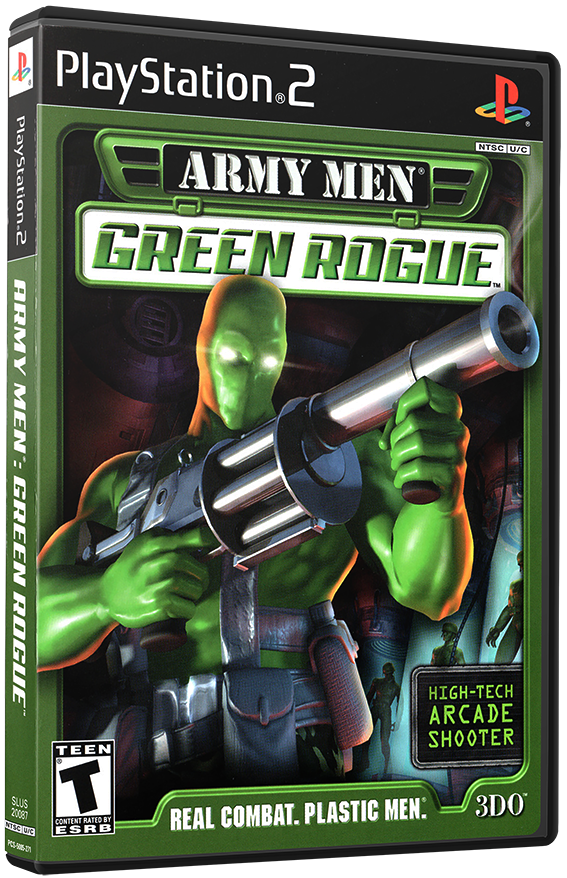 PlayStation®2
NTSC U/C
ARMY MEN®
GREEN ROGUE™
HIGH-TECH
ARCADE
SHOOTER
TEEN
T
CONTENT RATED BY
ESRB
REAL COMBAT. PLASTIC MEN.®
3DO™
PlayStation®2
ARMY MEN: GREEN ROGUE™
SLUS
20087
NTSC U/C